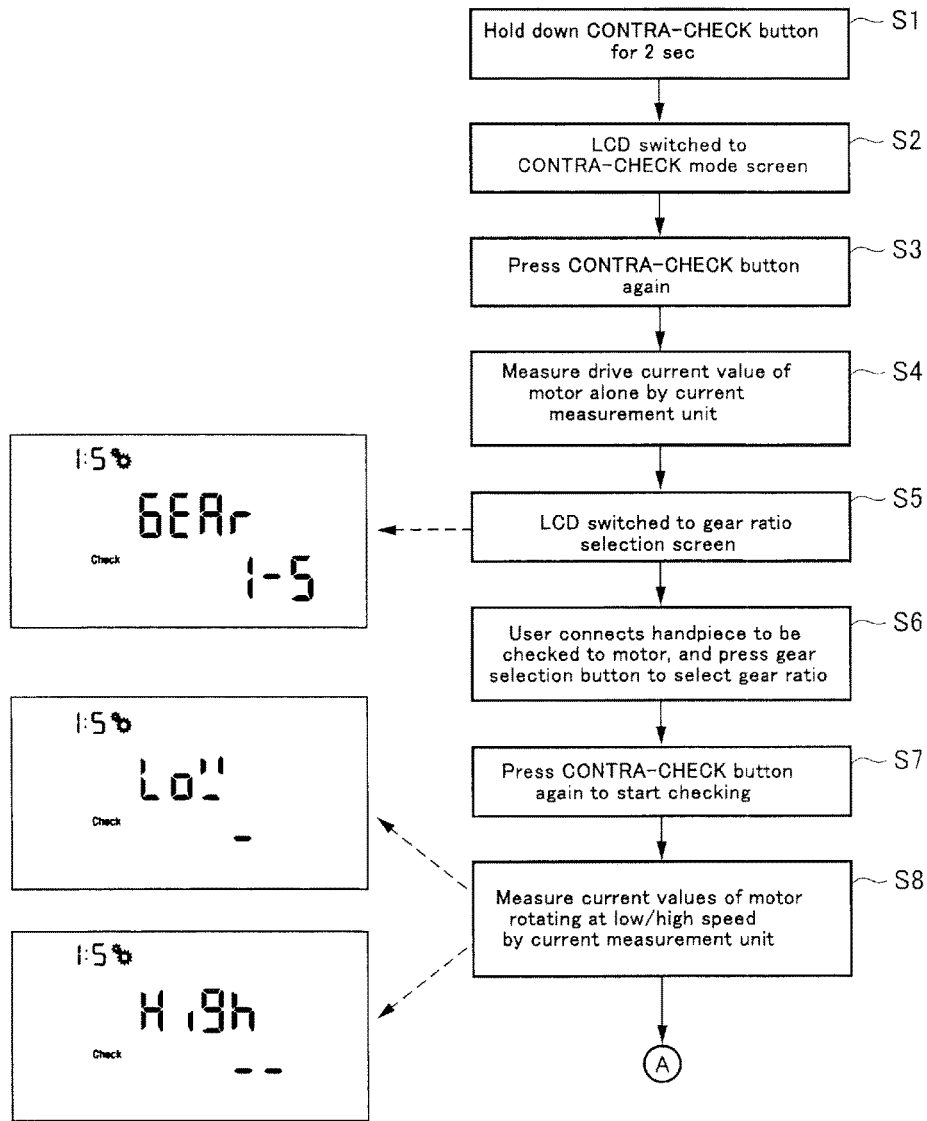 Hold down CONTRA-CHECK button
for 2 sec
S1
LCD switched to
CONTRA-CHECK mode screen
S2
Press CONTRA-CHECK button
again
S3
Measure drive current value of
motor alone by current
measurement unit
S4
1:5
GEAr
Check
1-5
LCD switched to gear ratio
selection screen
S5
User connects handpiece to be
checked to motor, and press gear
selection button to select gear ratio
S6
1:5
Low
Check
-
Press CONTRA-CHECK button
again to start checking
S7
Measure current values of motor
rotating at low/high speed
by current measurement unit
S8
1:5
High
Check
--
A